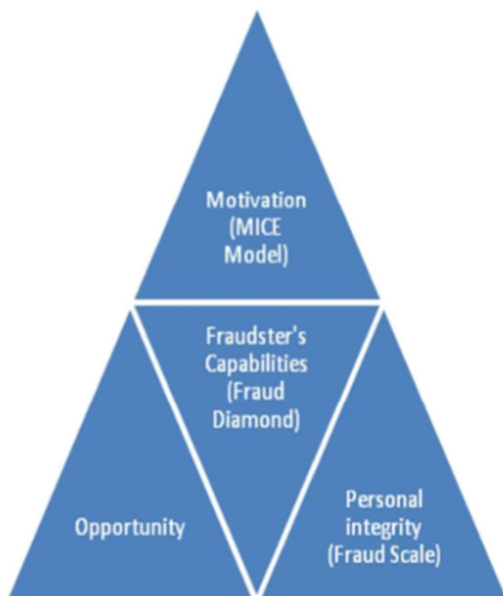 Motivation
(MICE
Model)
Fraudster's
Capabilities
(Fraud
Diamond)
Opportunity
Personal
integrity
(Fraud Scale)